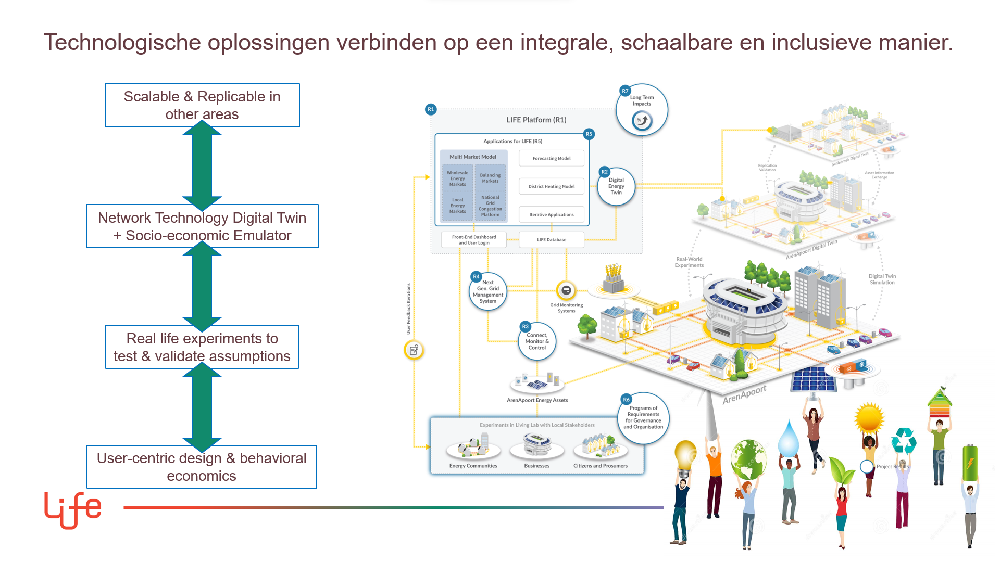 Technologische oplossingen verbinden op een integrale, schaalbare en inclusieve manier.
Scalable & Replicable in
other areas
Network Technology Digital Twin
+ Socio-economic Emulator
Real life experiments to
test & validate assumptions
User-centric design & behavioral
economics
Life
R7
Long Term
Impacts
%
R1
LIFE Platform (R1)
R5
Applications for LIFE (R5)
Multi Market Model
Wholesale
Energy
Markets
Balancing
Markets
Local
Energy
Markets
National
Grid
Congestion
Platform
Forecasting Model
District Heating Model
Iterative Applications
R2
Digital
Energy
Twin
Front-End Dashboard
and User Login
LIFE Database
R4
Next
Gen. Grid
Management
System
Grid Monitoring
Systems
R3
Connect,
Monitor &
Control
User Feedback Iterations
ArenApoort Energy Assets
R6
Programs of
Requirements
for Governance
and Organisation
Experiments in Living Lab with Local Stakeholders
Energy Communities
Businesses
Citizens and Prosumers
Schiebroek Digital Twin
Replication
Validation
Asset Information
Exchange
ArenApoort Digital Twin
Real-World
Experiments
Digital Twin
Simulation
ArenApoort
Project Results